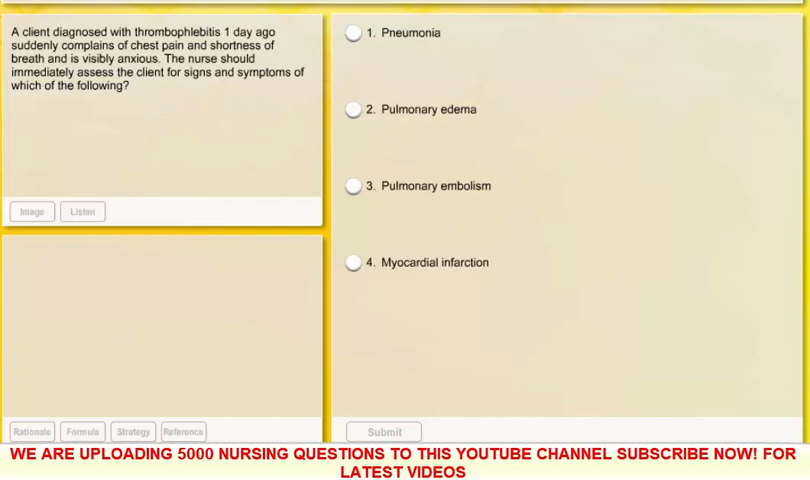 A client diagnosed with thrombophlebitis 1 day ago
suddenly complains of chest pain and shortness of
breath and is visibly anxious. The nurse should
immediately assess the client for signs and symptoms of
which of the following?
Image Listen
1. Pneumonia
2. Pulmonary edema
3. Pulmonary embolism
4. Myocardial infarction
Rationale Formula Strategy Reference
Submit
WE ARE UPLOADING 5000 NURSING QUESTIONS TO THIS YOUTUBE CHANNEL SUBSCRIBE NOW! FOR
LATEST VIDEOS